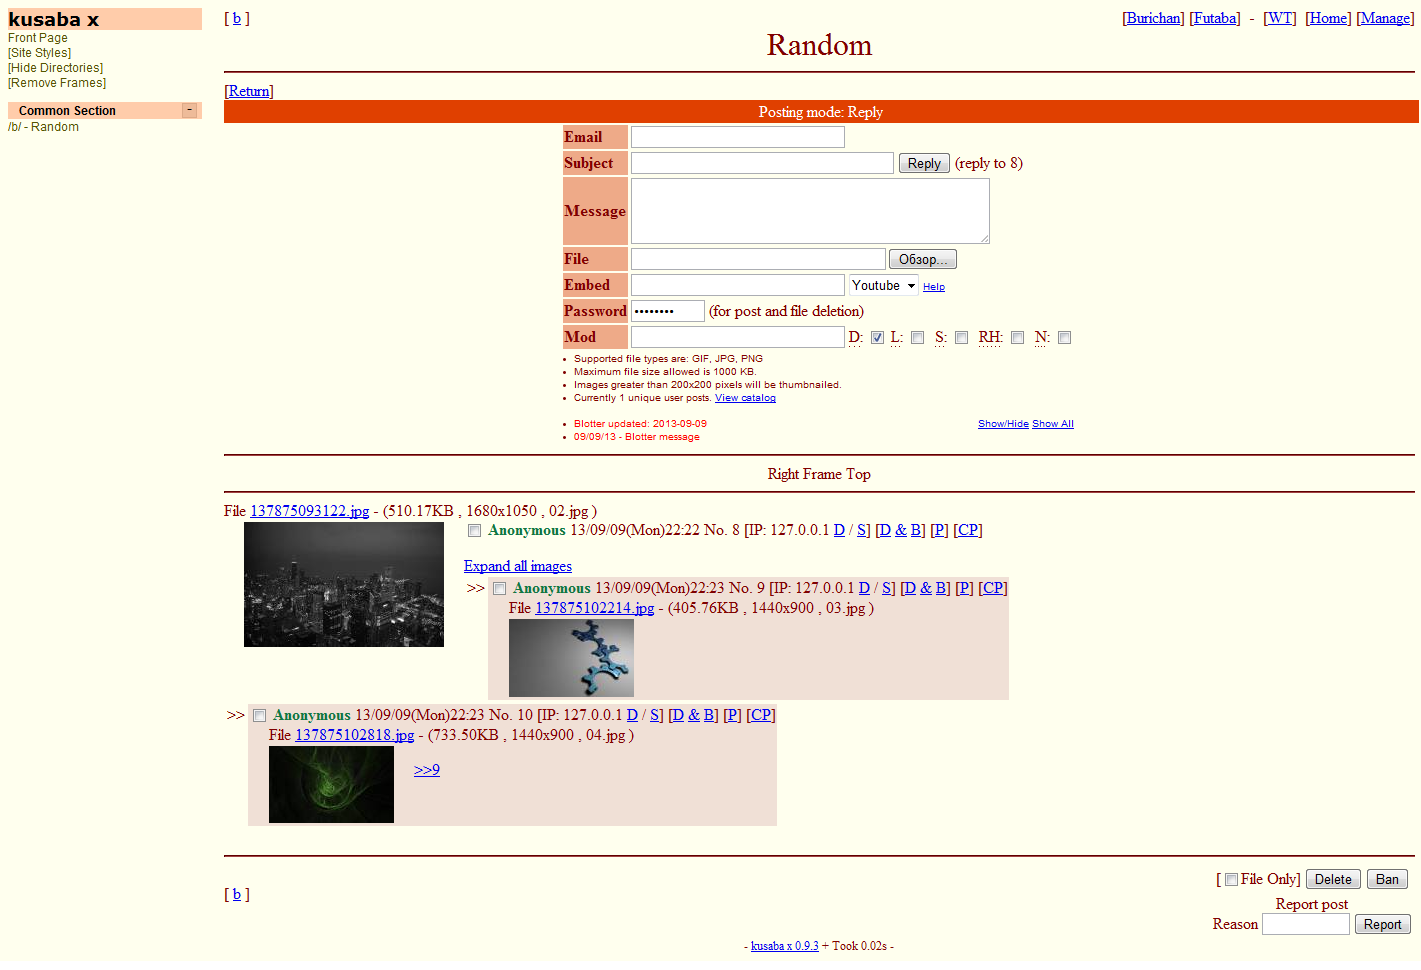 kusaba x
Front Page
[Site Styles]
[Hide Directories]
[Remove Frames]
Common Section -
/b/ - Random
[ b ]
[Burichan] [Futaba] - [WT] [Home] [Manage]
Random
[Return]
Posting mode: Reply
Email
Subject Reply (reply to 8)
Message
File Обзор...
Embed Youtube Help
Password •••••••• (for post and file deletion)
Mod D: L: S: RH: N:
• Supported file types are: GIF, JPG, PNG
• Maximum file size allowed is 1000 KB.
• Images greater than 200x200 pixels will be thumbnailed.
• Currently 1 unique user posts. View catalog
• Blotter updated: 2013-09-09 Show/Hide Show All
• 09/09/13 - Blotter message
Right Frame Top
File 137875093122.jpg - (510.17KB , 1680x1050 , 02.jpg )
Anonymous 13/09/09(Mon)22:22 No. 8 [IP: 127.0.0.1 D / S] [D & B] [P] [CP]
Expand all images
>> Anonymous 13/09/09(Mon)22:23 No. 9 [IP: 127.0.0.1 D / S] [D & B] [P] [CP]
File 137875102214.jpg - (405.76KB , 1440x900 , 03.jpg )
>> Anonymous 13/09/09(Mon)22:23 No. 10 [IP: 127.0.0.1 D / S] [D & B] [P] [CP]
File 137875102818.jpg - (733.50KB , 1440x900 , 04.jpg )
>>9
[ File Only] Delete Ban
[ b ]
Report post
Reason Report
- kusaba x 0.9.3 + Took 0.02s -